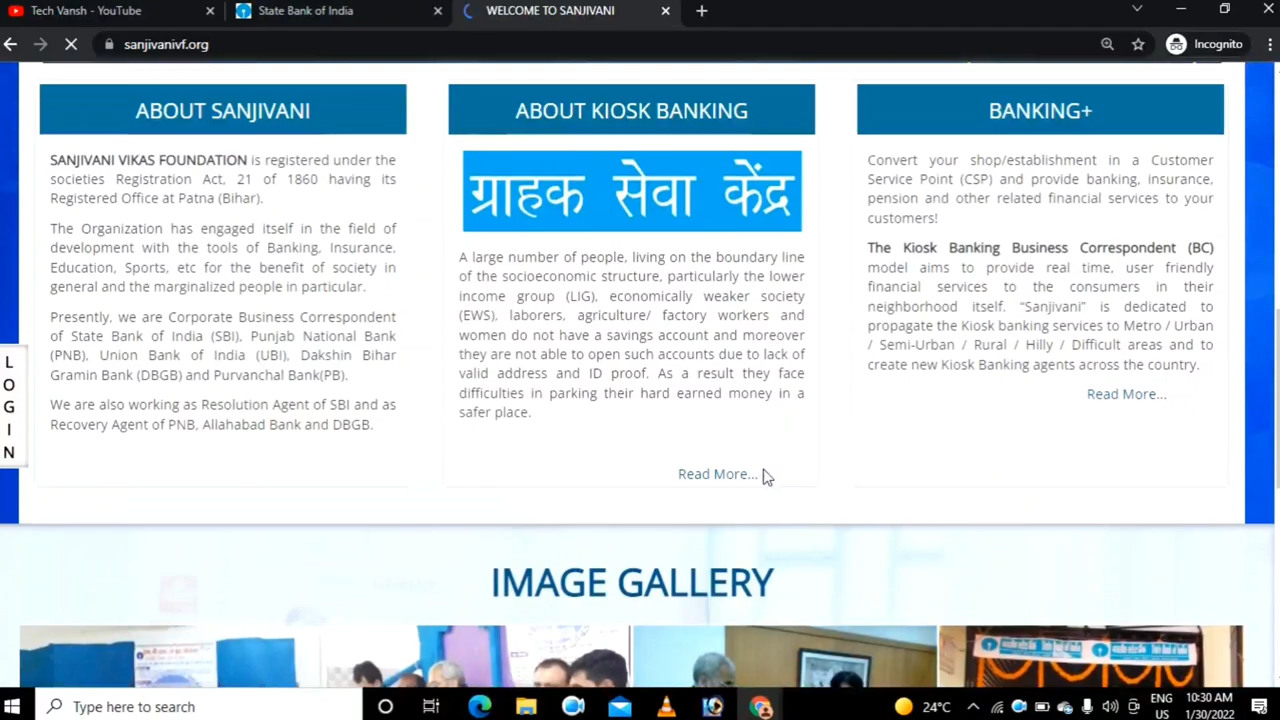 Tech Vansh - YouTube
State Bank of India
WELCOME TO SANJIVANI
sanjivanivf.org
Incognito
ABOUT SANJIVANI
SANJIVANI VIKAS FOUNDATION is registered under the
societies Registration Act, 21 of 1860 having its
Registered Office at Patna (Bihar).
The Organization has engaged itself in the field of
development with the tools of Banking, Insurance,
Education, Sports, etc for the benefit of society in
general and the marginalized people in particular.
Presently, we are Corporate Business Correspondent
of State Bank of India (SBI), Punjab National Bank
(PNB), Union Bank of India (UBI), Dakshin Bihar
Gramin Bank (DBGB) and Purvanchal Bank(PB).
We are also working as Resolution Agent of SBI and as
Recovery Agent of PNB, Allahabad Bank and DBGB.
ABOUT KIOSK BANKING
ग्राहक सेवा केंद्र
A large number of people, living on the boundary line
of the socioeconomic structure, particularly the lower
income group (LIG), economically weaker society
(EWS), laborers, agriculture/ factory workers and
women do not have a savings account and moreover
they are not able to open such accounts due to lack of
valid address and ID proof. As a result they face
difficulties in parking their hard earned money in a
safer place.
Read More...
BANKING+
Convert your shop/establishment in a Customer
Service Point (CSP) and provide banking, insurance,
pension and other related financial services to your
customers!
The Kiosk Banking Business Correspondent (BC)
model aims to provide real time, user friendly
financial services to the consumers in their
neighborhood itself. “Sanjivani” is dedicated to
propagate the Kiosk banking services to Metro / Urban
/ Semi-Urban / Rural / Hilly / Difficult areas and to
create new Kiosk Banking agents across the country.
Read More...
LOGIN
IMAGE GALLERY
Type here to search
24°C
ENG
US
10:30 AM
1/30/2022